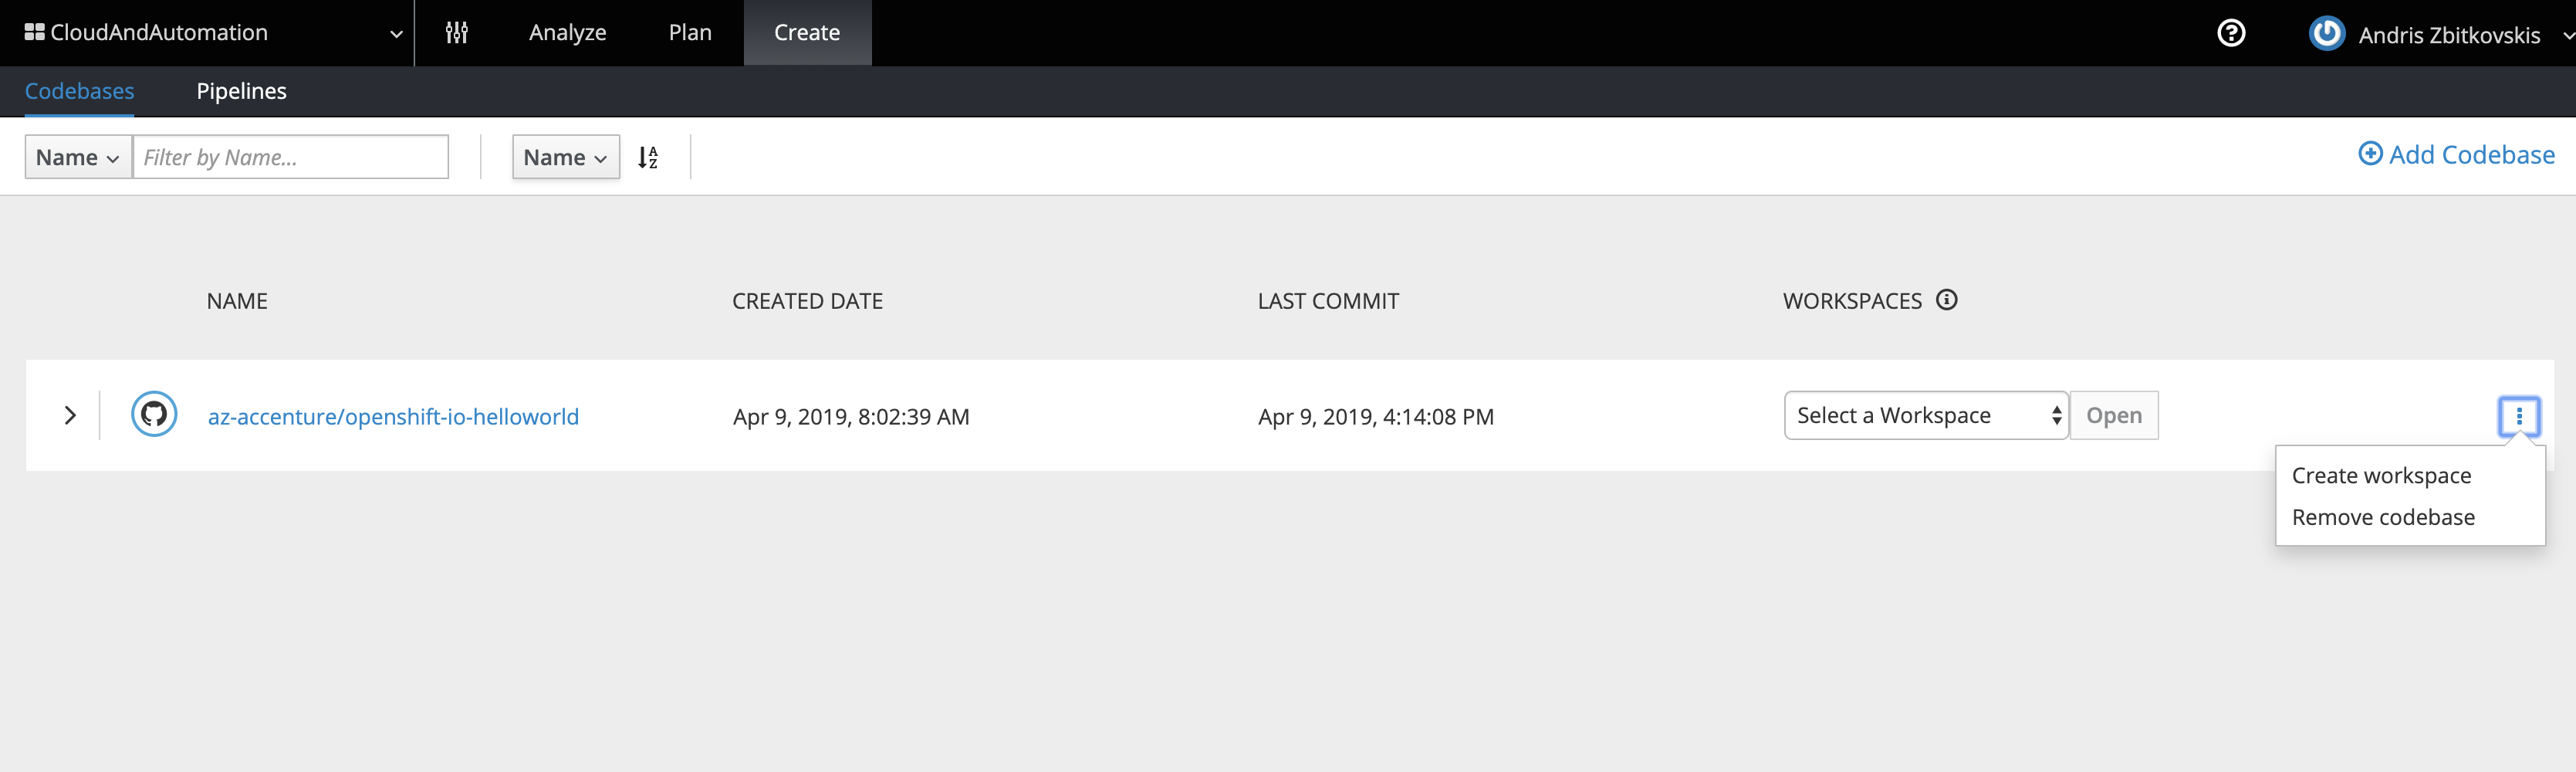 CloudAndAutomation Analyze Plan Create Andris Zbitkovskis
Codebases Pipelines
Name Filter by Name... Name A Z Add Codebase
NAME CREATED DATE LAST COMMIT WORKSPACES
az-accenture/openshift-io-helloworld Apr 9, 2019, 8:02:39 AM Apr 9, 2019, 4:14:08 PM Select a Workspace Open
Create workspace
Remove codebase